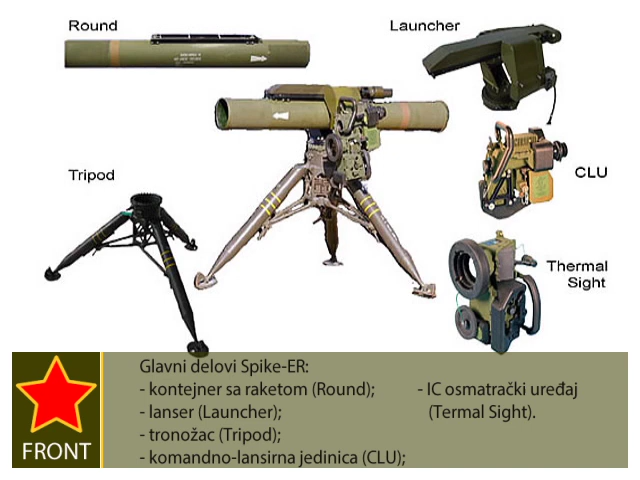 Round
Launcher
Tripod
CLU
Thermal
Sight
FRONT
Glavni delovi Spike-ER:
- kontejner sa raketom (Round);
- lanser (Launcher);
- tronožac (Tripod);
- komandno-lansirna jedinica (CLU);
- IC osmatrački uređaj
(Termal Sight).